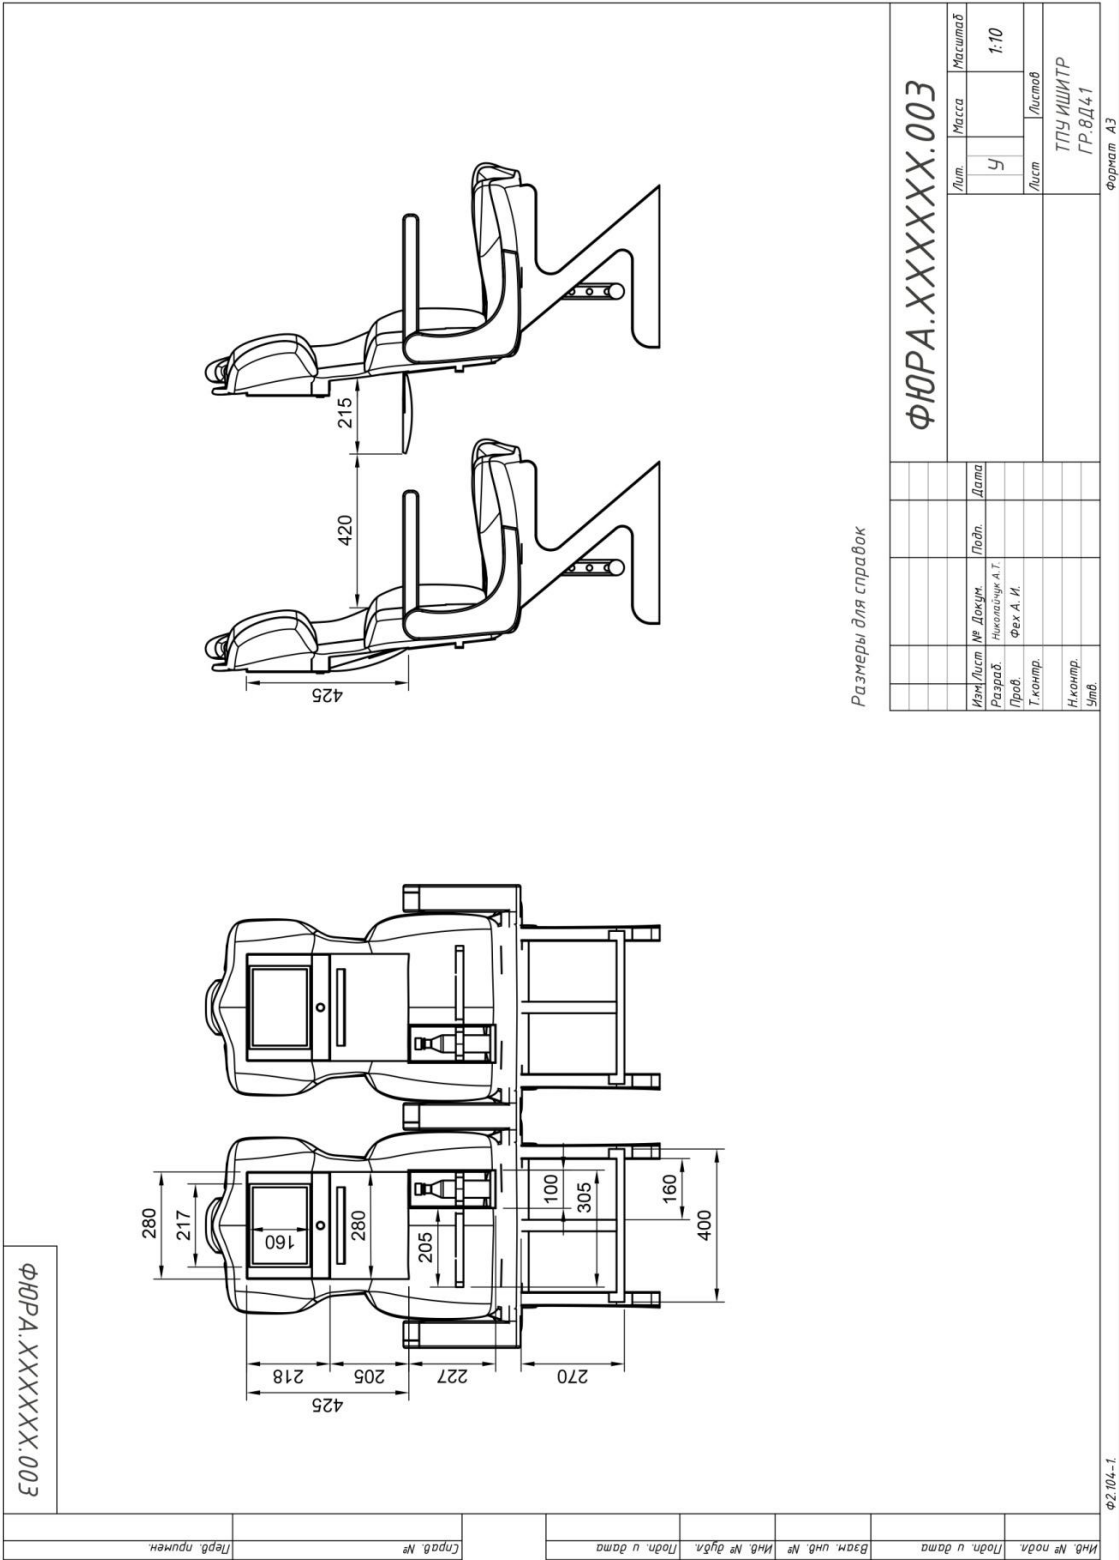 ФЮРА.XXXXXX.003
Перв. примен.
Справ. №
Подп. и дата
Инв. № дубл.
Взам. инв. №
Подп. и дата
Инв. № подл.
280
217
160
280
205
100
305
160
400
218
205
425
227
270
425
420
215
Размеры для справок
ФЮРА.XXXXXX.003
Изм. Лист № Докум. Подп. Дата
Разраб. Николайчук А.Т.
Пров. Фех А. И.
Т.контр.
Н.контр.
Утв.
Лит. Масса Масштаб
У 1:10
Лист Листов
ТПУ ИШИТР
ГР.8Д41
Ф2.104-1.
Формат А3